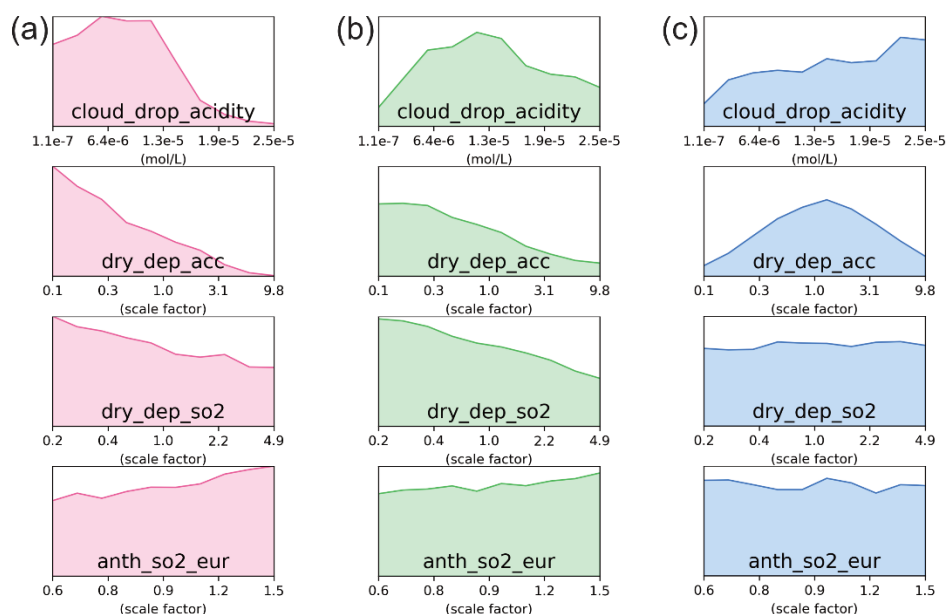 (a) (b) (c)
cloud_drop_acidity cloud_drop_acidity cloud_drop_acidity
1.1e-7 6.4e-6 1.3e-5 1.9e-5 2.5e-5 1.1e-7 6.4e-6 1.3e-5 1.9e-5 2.5e-5 1.1e-7 6.4e-6 1.3e-5 1.9e-5 2.5e-5
(mol/L) (mol/L) (mol/L)
dry_dep_acc dry_dep_acc dry_dep_acc
0.1 0.3 1.0 3.1 9.8 0.1 0.3 1.0 3.1 9.8 0.1 0.3 1.0 3.1 9.8
(scale factor) (scale factor) (scale factor)
dry_dep_so2 dry_dep_so2 dry_dep_so2
0.2 0.4 1.0 2.2 4.9 0.2 0.4 1.0 2.2 4.9 0.2 0.4 1.0 2.2 4.9
(scale factor) (scale factor) (scale factor)
anth_so2_eur anth_so2_eur anth_so2_eur
0.6 0.8 0.9 1.2 1.5 0.6 0.8 0.9 1.2 1.5 0.6 0.8 0.9 1.2 1.5
(scale factor) (scale factor) (scale factor)